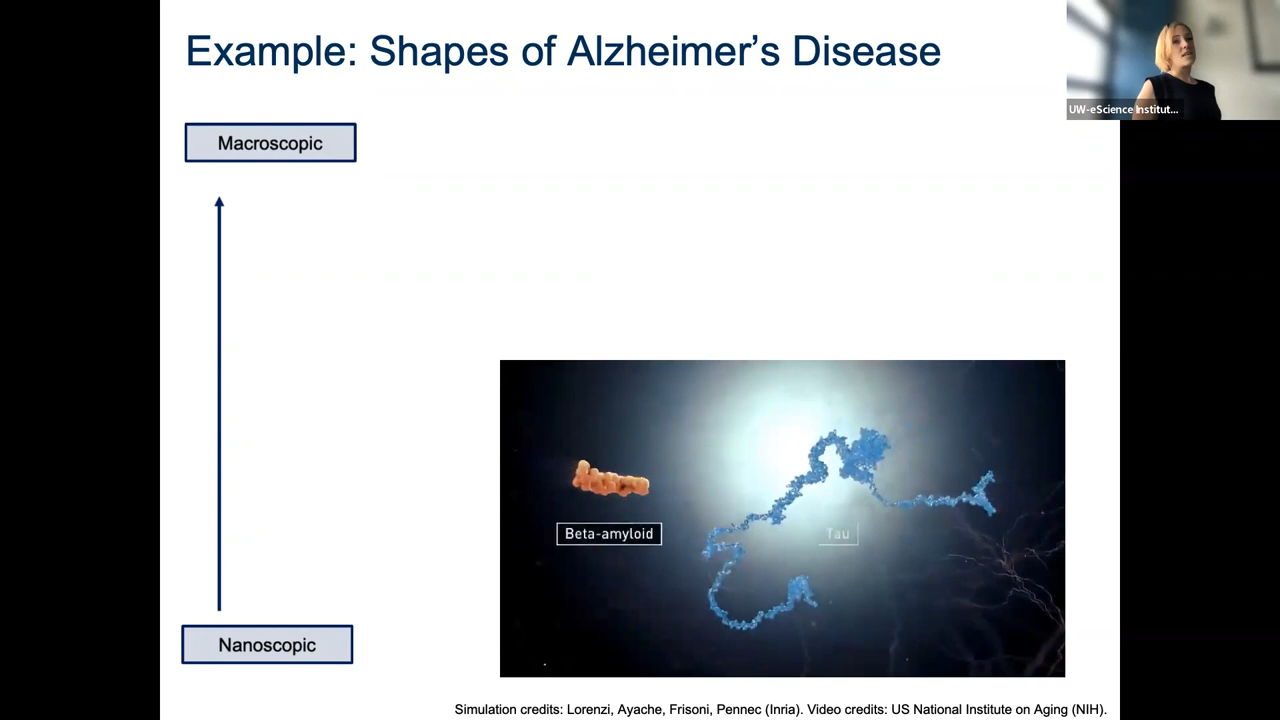 Example: Shapes of Alzheimer’s Disease
UW-eScience Institut...
Macroscopic
Beta-amyloid
Tau
Nanoscopic
Simulation credits: Lorenzi, Ayache, Frisoni, Pennec (Inria). Video credits: US National Institute on Aging (NIH).